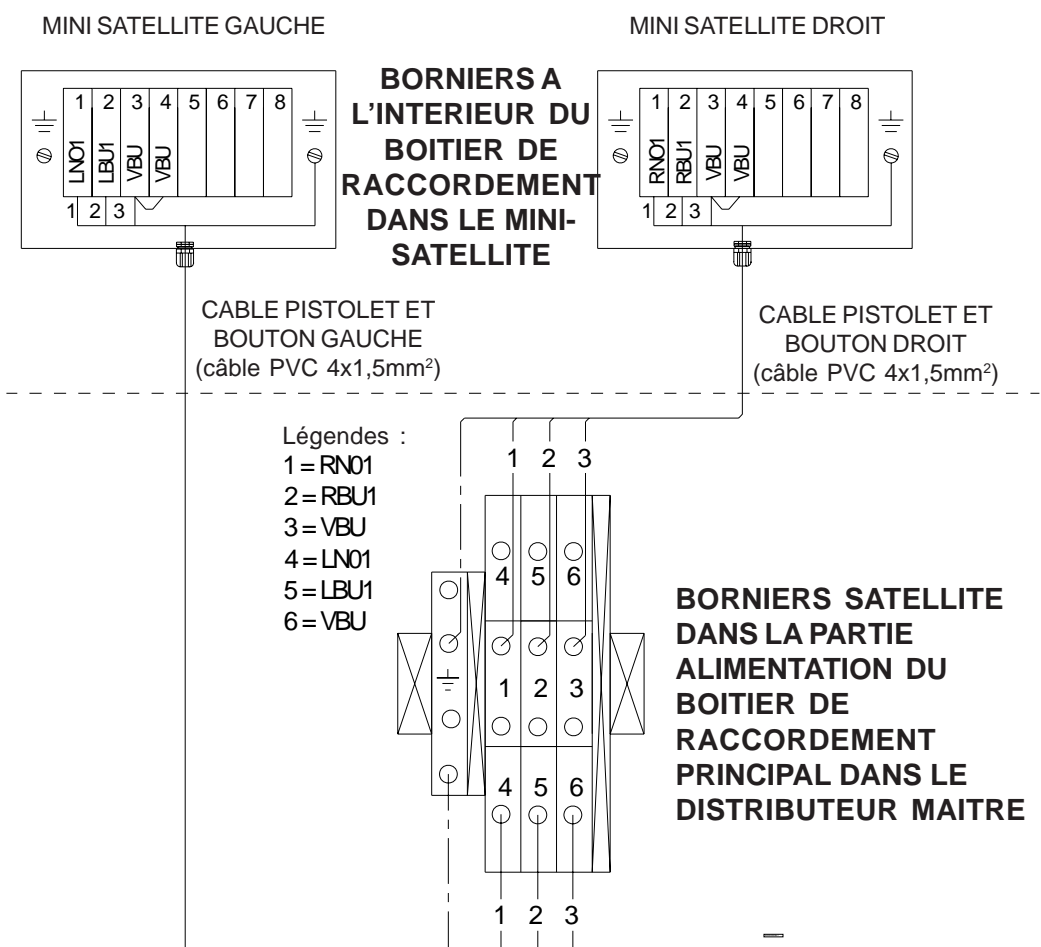 MINI SATELLITE GAUCHE
MINI SATELLITE DROIT
BORNIERS A
L'INTERIEUR DU
BOITIER DE
RACCORDEMENT
DANS LE MINI-
SATELLITE
1 2 3 4 5 6 7 8
LNO1 LBU1 VBU VBU
1 2 3
1 2 3 4 5 6 7 8
RNO1 RBU1 VBU VBU
1 2 3
CABLE PISTOLET ET
BOUTON GAUCHE
(câble PVC 4x1,5mm²)
CABLE PISTOLET ET
BOUTON DROIT
(câble PVC 4x1,5mm²)
Légendes :
1 = RN01
2 = RBU1
3 = VBU
4 = LN01
5 = LBU1
6 = VBU
1 2 3
4 5 6
1 2 3
4 5 6
1 2 3
BORNIERS SATELLITE
DANS LA PARTIE
ALIMENTATION DU
BOITIER DE
RACCORDEMENT
PRINCIPAL DANS LE
DISTRIBUTEUR MAITRE